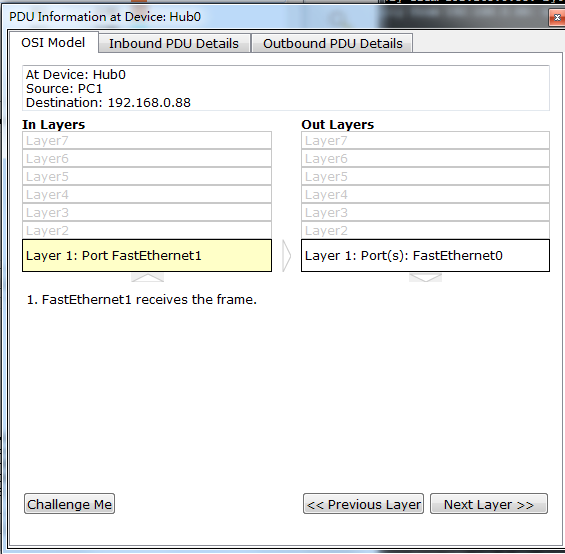 PDU Information at Device: Hub0
OSI Model
Inbound PDU Details
Outbound PDU Details
At Device: Hub0
Source: PC1
Destination: 192.168.0.88
In Layers
Layer7
Layer6
Layer5
Layer4
Layer3
Layer2
Layer 1: Port FastEthernet1
Out Layers
Layer7
Layer6
Layer5
Layer4
Layer3
Layer2
Layer 1: Port(s): FastEthernet0
1. FastEthernet1 receives the frame.
Challenge Me
<< Previous Layer
Next Layer >>